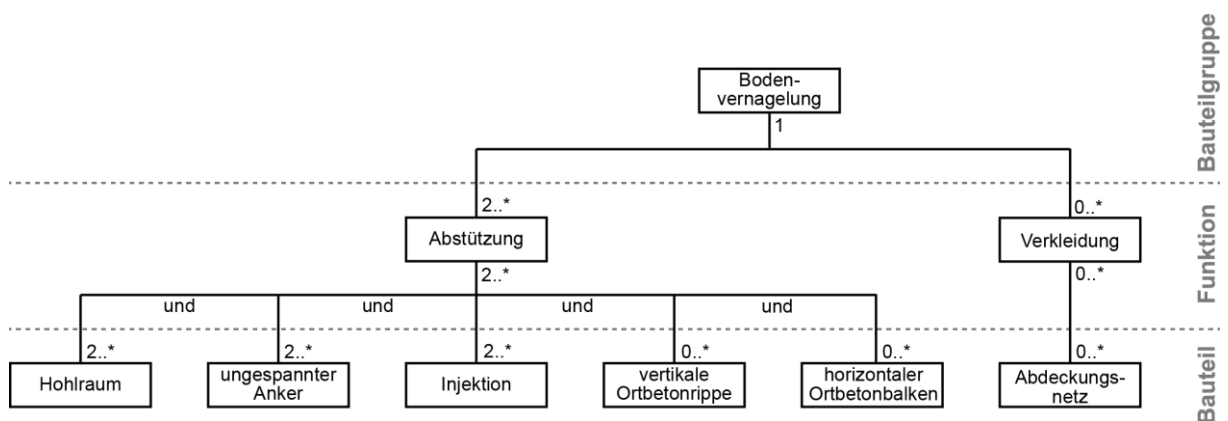 Boden-
vernagelung
1
Bauteilgruppe
2..*
0..*
Abstützung
Verkleidung
2..*
0..*
Funktion
und
und
und
und
2..*
2..*
2..*
0..*
0..*
0..*
Hohlraum
ungespannter
Anker
Injektion
vertikale
Ortbetonrippe
horizontaler
Ortbetonbalken
Abdeckungs-
netz
Bauteil